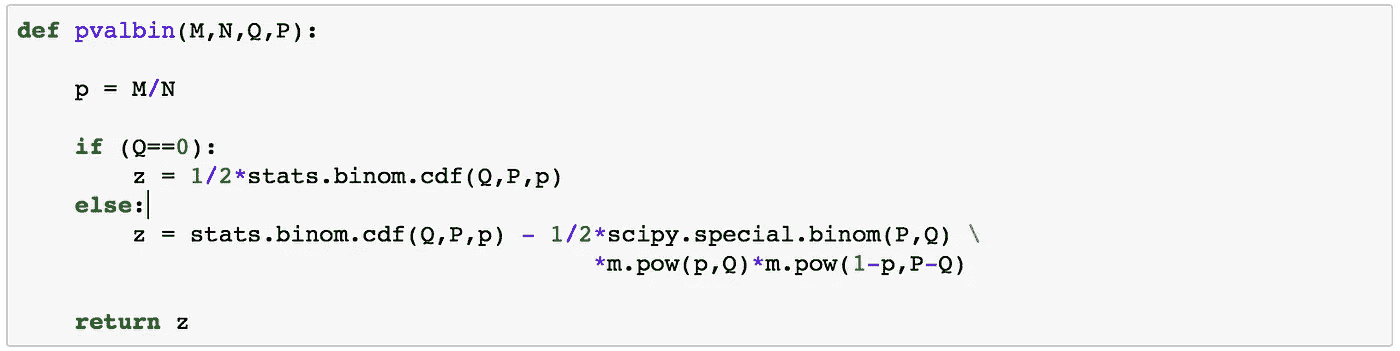 def pvalbin(M,N,Q,P):
    p = M/N
    if (Q==0):
        z = 1/2*stats.binom.cdf(Q,P,p)
    else:
        z = stats.binom.cdf(Q,P,p) - 1/2*scipy.special.binom(P,Q) \
                                        *m.pow(p,Q)*m.pow(1-p,P-Q)
    return z